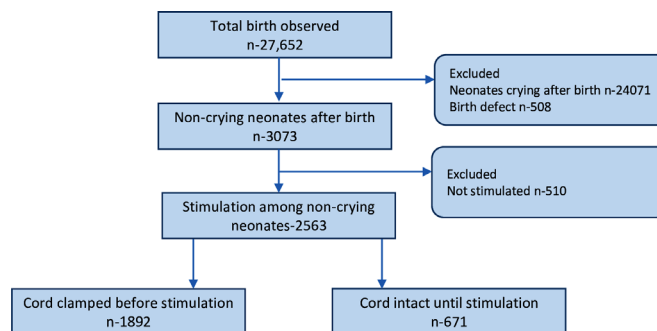 Total birth observed
n-27,652
Excluded
Neonates crying after birth n-24071
Birth defect n-508
Non-crying neonates after birth
n-3073
Excluded
Not stimulated n-510
Stimulation among non-crying
neonates-2563
Cord clamped before stimulation
n-1892
Cord intact until stimulation
n-671